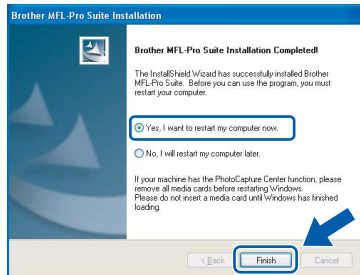 Brother MFL-Pro Suite Installation
Brother MFL-Pro Suite Installation Completed!
The InstallShield Wizard has successfully installed Brother
MFL-Pro Suite. Before you can use the program, you must
restart your computer.
Yes, I want to restart my computer now.
No, I will restart my computer later.
If your machine has the PhotoCapture Center function, please
remove all media cards before restarting Windows.
Please do not insert a media card until Windows has finished
loading.
< Back Finish Cancel